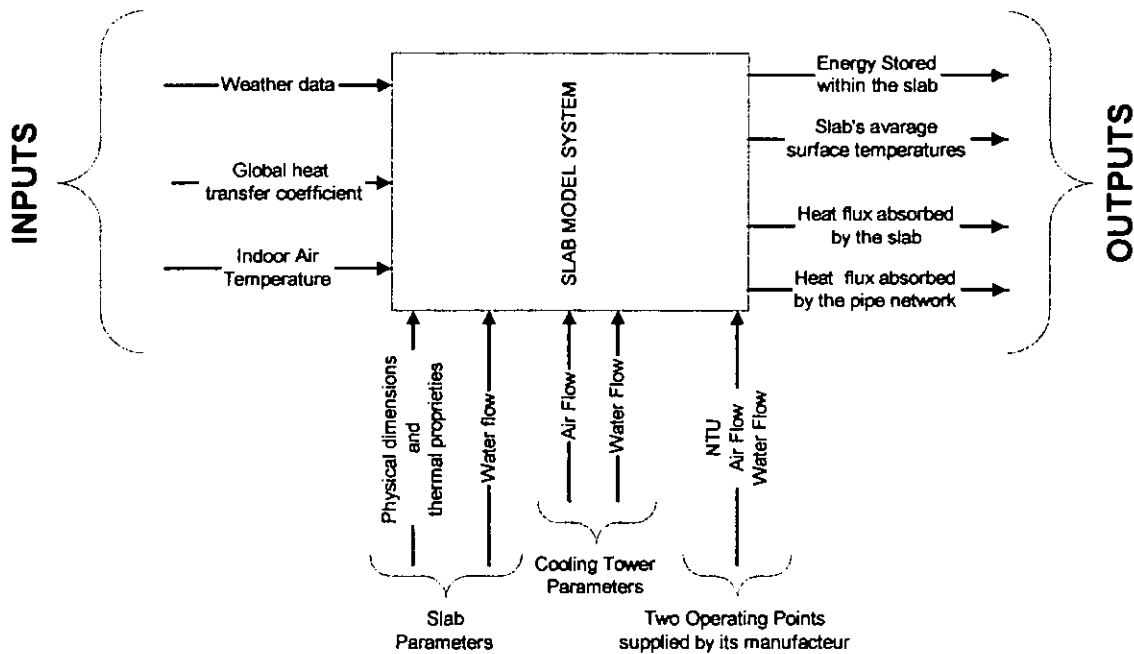 INPUTS
Weather data
Global heat
transfer coefficient
Indoor Air
Temperature
SLAB MODEL SYSTEM
Energy Stored
within the slab
Slab's avarage
surface temperatures
Heat flux absorbed
by the slab
Heat flux absorbed
by the pipe network
OUTPUTS
Physical dimensions
and
thermal proprieties
Water flow
Air Flow
Water Flow
NTU
Air Flow
Water Flow
Slab
Parameters
Cooling Tower
Parameters
Two Operating Points
supplied by its manufacteur